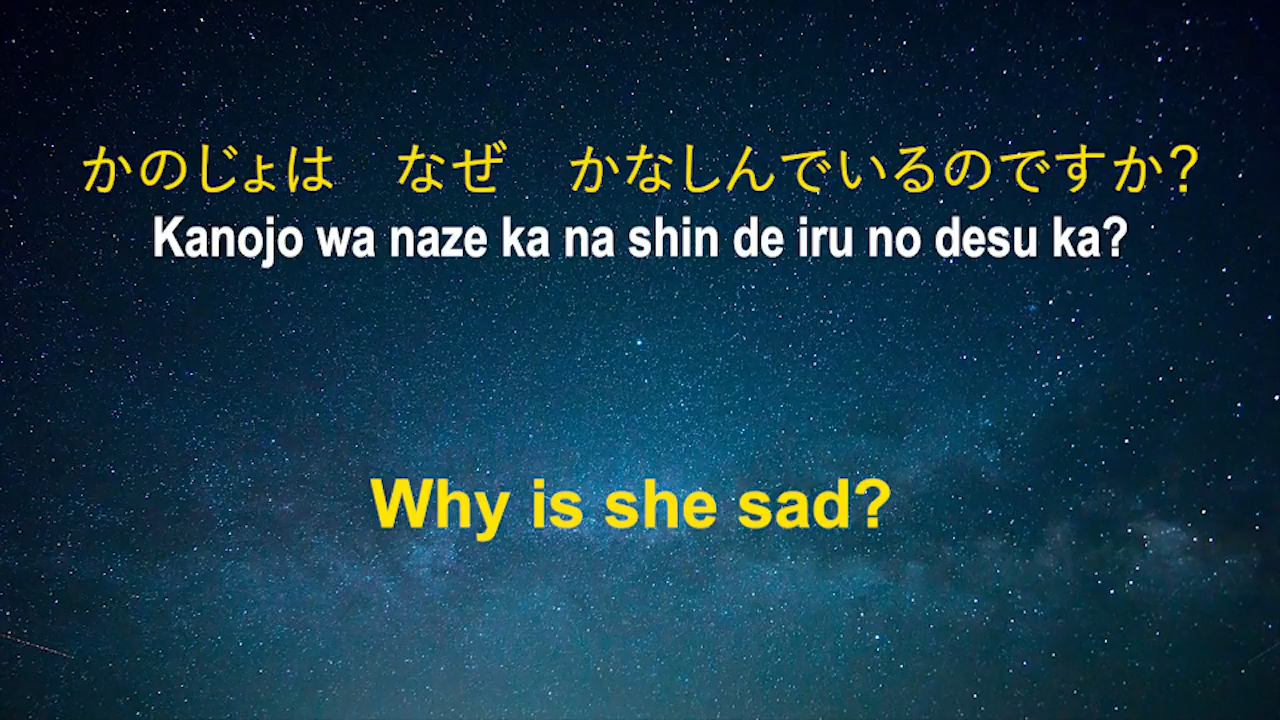 かのじょは　なぜ　かなしんでいるのですか?
Kanojo wa naze ka na shin de iru no desu ka?
Why is she sad?